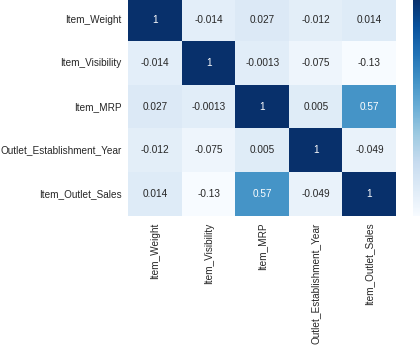 Item_Weight 1 -0.014 0.027 -0.012 0.014
Item_Visibility -0.014 1 -0.0013 -0.075 -0.13
Item_MRP 0.027 -0.0013 1 0.005 0.57
Outlet_Establishment_Year -0.012 -0.075 0.005 1 -0.049
Item_Outlet_Sales 0.014 -0.13 0.57 -0.049 1
Item_Weight
Item_Visibility
Item_MRP
Outlet_Establishment_Year
Item_Outlet_Sales